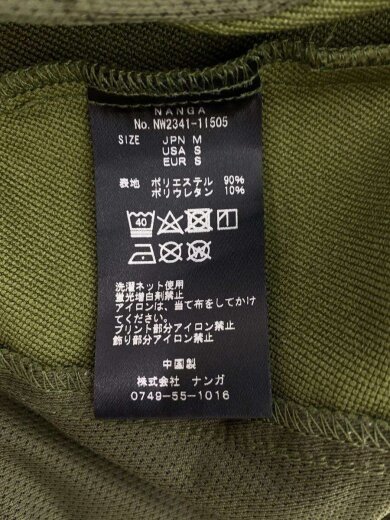 NANGA
No. NW2341-1I505
SIZE JPN M
USA S
EUR S
表地 ポリエステル 90%
ポリウレタン 10%
40
洗濯ネット使用
蛍光増白剤禁止
アイロンは、当て布をしてかけ
てください。
プリント部分アイロン禁止
飾り部分アイロン禁止
中国製
株式会社 ナンガ
0749-55-1016